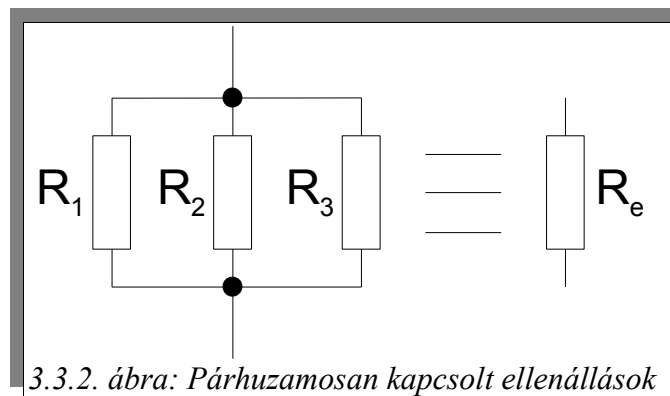 R₁ R₂ R₃ Rₑ
3.3.2. ábra: Párhuzamosan kapcsolt ellenállások